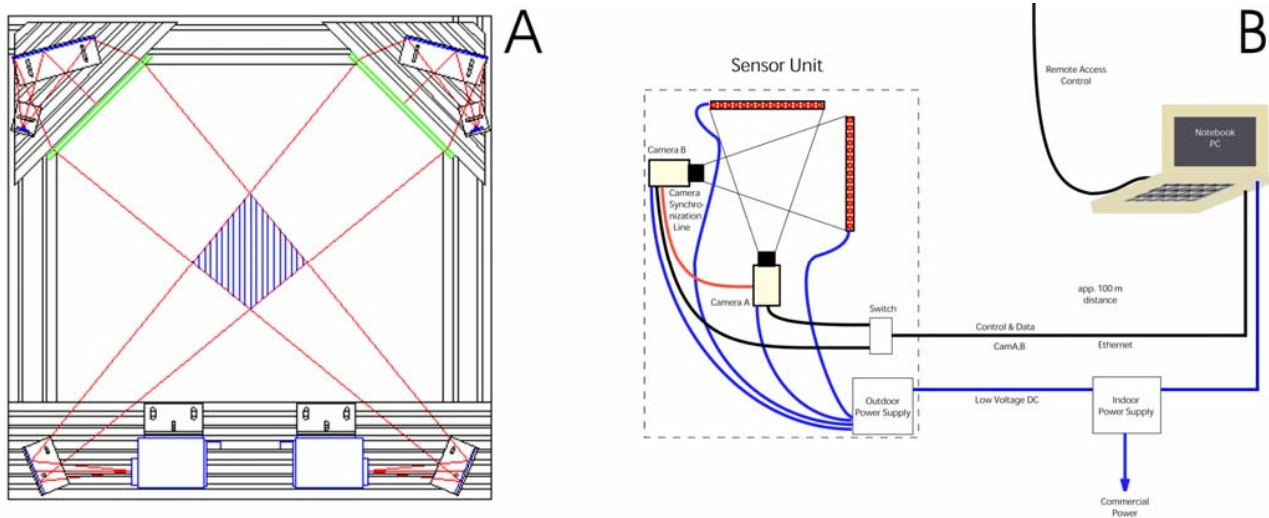 A
B
Sensor Unit
Remote Access
Control
Notebook
PC
Camera B
Camera
Synchro-
nization
Line
Camera A
Switch
app. 100 m
distance
Control & Data
CamA,B
Ethernet
Outdoor
Power Supply
Low Voltage DC
Indoor
Power Supply
Commercial
Power